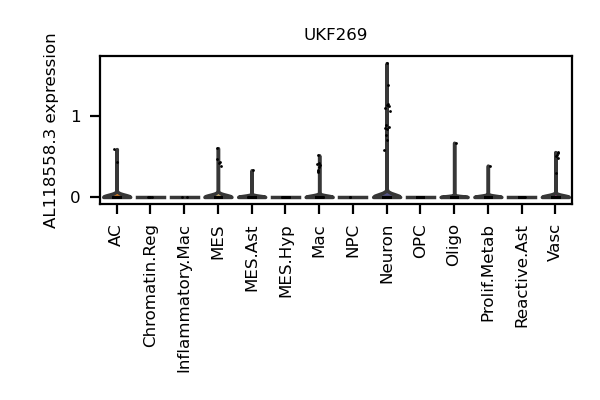 UKF269
AL118558.3 expression
1
0
AC
Chromatin.Reg
Inflammatory.Mac
MES
MES.Ast
MES.Hyp
Mac
NPC
Neuron
OPC
Oligo
Prolif.Metab
Reactive.Ast
Vasc